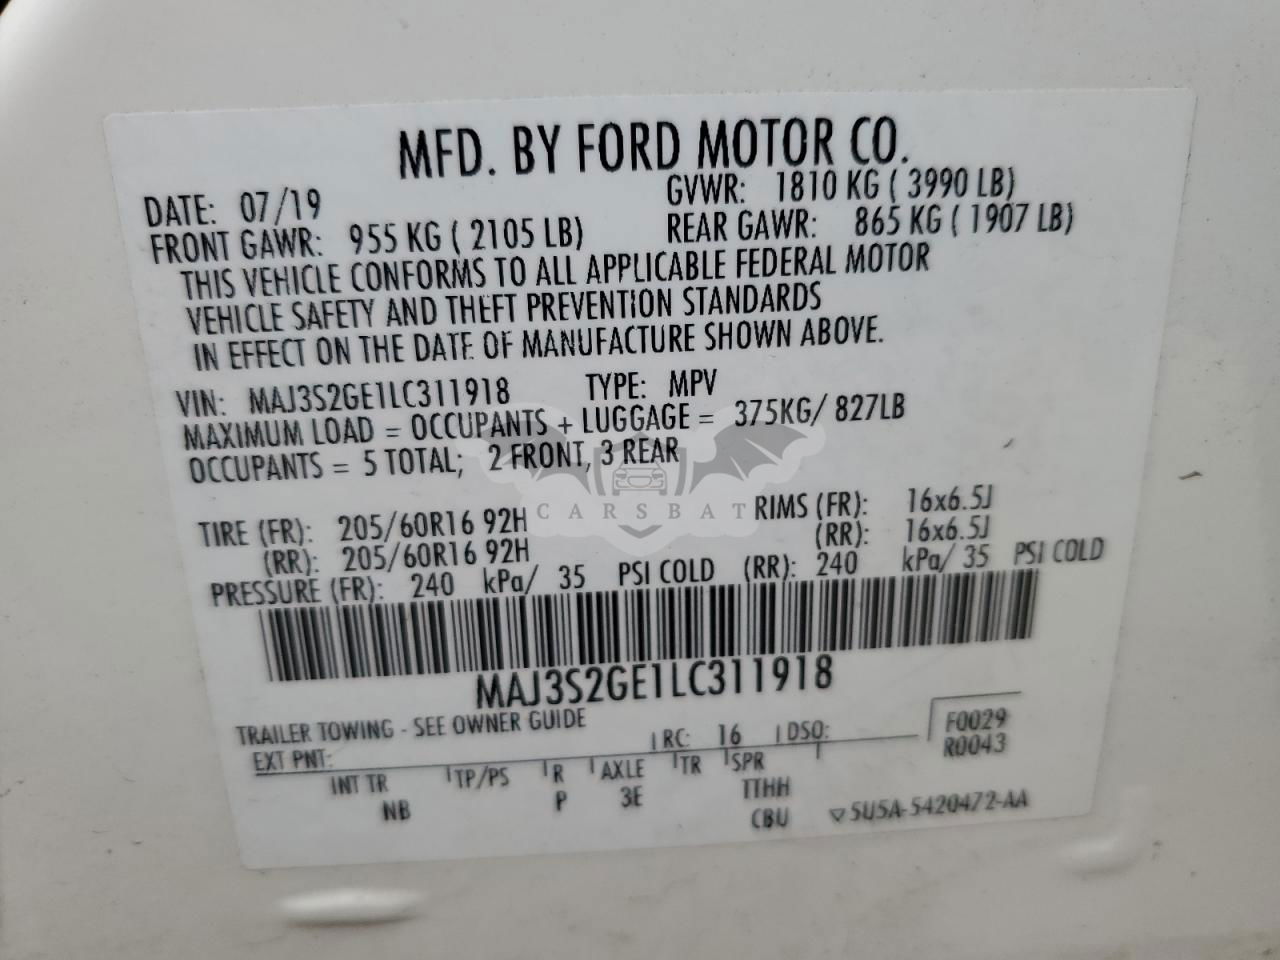 MFD. BY FORD MOTOR CO.
DATE: 07/19 GVWR: 1810 KG ( 3990 LB)
FRONT GAWR: 955 KG ( 2105 LB) REAR GAWR: 865 KG ( 1907 LB)
THIS VEHICLE CONFORMS TO ALL APPLICABLE FEDERAL MOTOR
VEHICLE SAFETY AND THEFT PREVENTION STANDARDS
IN EFFECT ON THE DATE OF MANUFACTURE SHOWN ABOVE.
VIN: MAJ3S2GE1LC311918 TYPE: MPV
MAXIMUM LOAD = OCCUPANTS + LUGGAGE = 375KG/ 827LB
OCCUPANTS = 5 TOTAL; 2 FRONT, 3 REAR
CARSBAT
TIRE (FR): 205/60R16 92H RIMS (FR): 16x6.5J
(RR): 205/60R16 92H (RR): 16x6.5J
PRESSURE (FR): 240 kPa/ 35 PSI COLD (RR): 240 kPa/ 35 PSI COLD
MAJ3S2GE1LC311918
TRAILER TOWING - SEE OWNER GUIDE
EXT PNT: RC: 16 DSO: F0029
R0043
INT TR TP/PS R AXLE TR SPR
NB P 3E TTHH
CBU 5U5A-5420472-AA